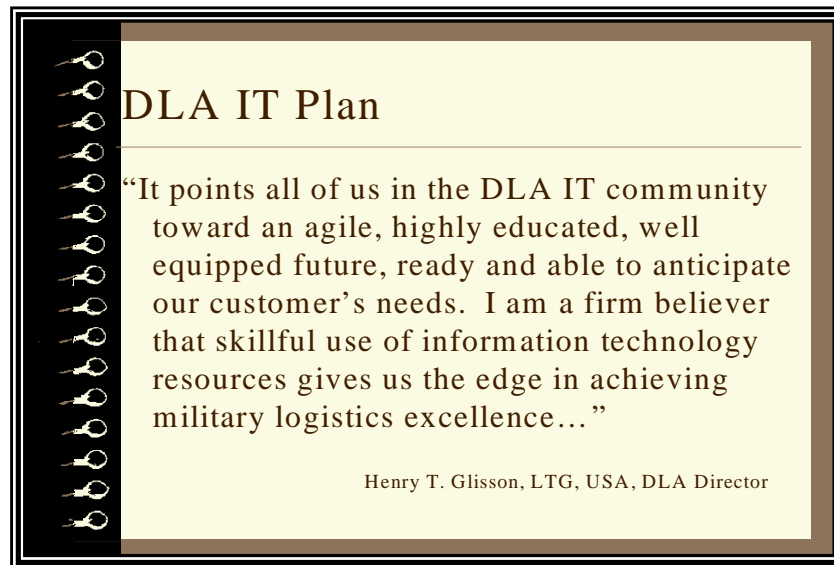 DLA IT Plan
“It points all of us in the DLA IT community
toward an agile, highly educated, well
equipped future, ready and able to anticipate
our customer’s needs.  I am a firm believer
that skillful use of information technology
resources gives us the edge in achieving
military logistics excellence…”
Henry T. Glisson, LTG, USA, DLA Director